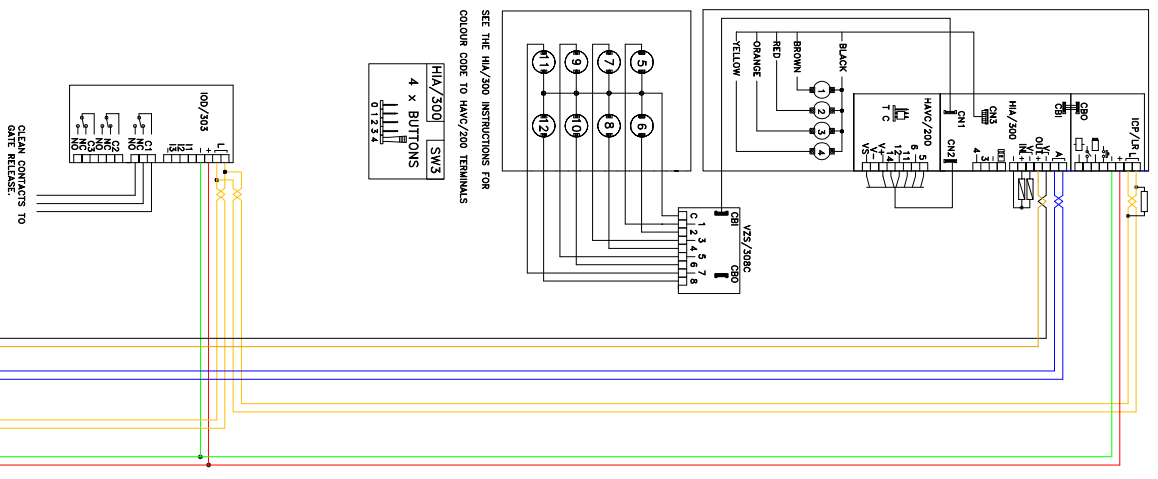 SEE THE HIA/300 INSTRUCTIONS FOR
COLOUR CODE TO HAVC/200 TERMINALS
HIA/300 SW3
4 x BUTTONS
0 1 2 3 4
IOD/303
NO NC C3 NO NC C2 NO NC C1
I3 I2 I1 - + L
CLEAN CONTACTS TO
GATE RELEASE.
11 9 7 5
12 10 8 6
YELLOW
ORANGE
RED
BROWN
BLACK
1
2
3
4
HAVC/200
T C
VS V- V+ 14 12 11 6 5
CN1
CN2
CN3
HIA/300
CBI
4 3 -
IN + V- OUT + V- A
CBO
ICP/LR
- + L
VZS/308C
CBI
CBO
C 1 2 3 4 5 6 7 8